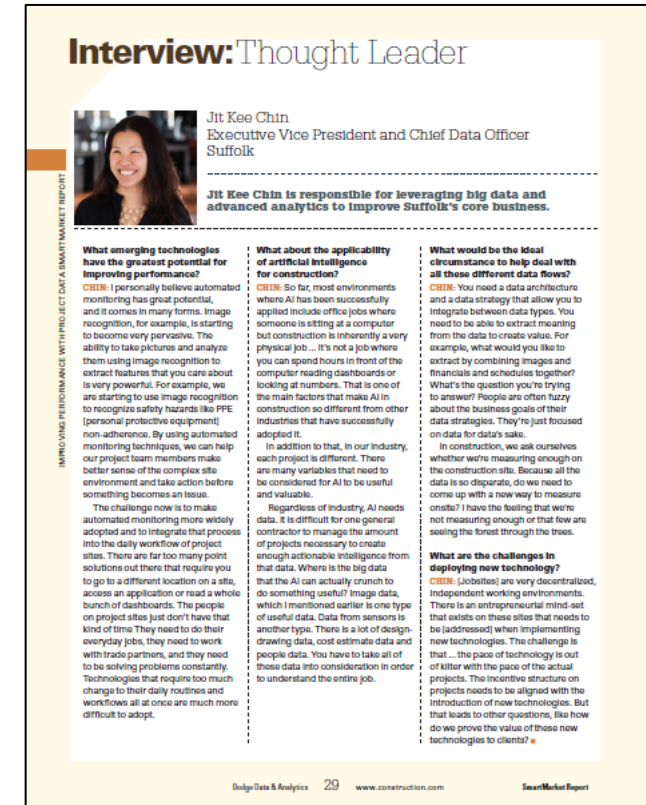 Interview: Thought Leader
Jit Kee Chin
Executive Vice President and Chief Data Officer
Suffolk
Jit Kee Chin is responsible for leveraging big data and
advanced analytics to improve Suffolk's core business.
IMPROVING PERFORMANCE WITH PROJECT DATA SMARTMARKET REPORT
What emerging technologies
have the greatest potential for
improving performance?
CHIN: I personally believe automated
monitoring has great potential,
and it comes in many forms. Image
recognition, for example, is starting
to become very pervasive. The
ability to take pictures and analyze
them using image recognition to
extract features that you care about
is very powerful. For example, we
are starting to use image recognition
to recognize safety hazards like PPE
[personal protective equipment]
non-adherence. By using automated
monitoring techniques, we can help
our project team members make
better sense of the complex site
environment and take action before
something becomes an issue.
The challenge now is to make
automated monitoring more widely
adopted and to integrate that process
into the daily workflow of project
sites. There are far too many point
solutions out there that require you
to go to a different location on a site,
access an application or read a whole
bunch of dashboards. The people
on project sites just don't have that
kind of time They need to do their
everyday jobs, they need to work
with trade partners, and they need
to be solving problems constantly.
Technologies that require too much
change to their daily routines and
workflows all at once are much more
difficult to adopt.
What about the applicability
of artificial intelligence
for construction?
CHIN: So far, most environments
where AI has been successfully
applied include office jobs where
someone is sitting at a computer
but construction is inherently a very
physical job ... it's not a job where
you can spend hours in front of the
computer reading dashboards or
looking at numbers. That is one of
the main factors that make AI in
construction so different from other
industries that have successfully
adopted it.
In addition to that, in our industry,
each project is different. There
are many variables that need to
be considered for AI to be useful
and valuable.
Regardless of industry, AI needs
data. It is difficult for one general
contractor to manage the amount
of projects necessary to create
enough actionable intelligence from
that data. Where is the big data
that the AI can actually crunch to
do something useful? Image data,
which I mentioned earlier is one type
of useful data. Data from sensors is
another type. There is a lot of design-
drawing data, cost estimate data and
people data. You have to take all of
these data into consideration in order
to understand the entire job.
What would be the ideal
circumstance to help deal with
all these different data flows?
CHIN: You need a data architecture
and a data strategy that allow you to
integrate between data types. You
need to be able to extract meaning
from the data to create value. For
example, what would you like to
extract by combining images and
financials and schedules together?
What's the question you're trying
to answer? People are often fuzzy
about the business goals of their
data strategies. They're just focused
on data for data's sake.
In construction, we ask ourselves
whether we're measuring enough on
the construction site. Because all the
data is so disparate, do we need to
come up with a new way to measure
onsite? I have the feeling that we're
not measuring enough or that few are
seeing the forest through the trees.
What are the challenges in
deploying new technology?
CHIN: [Jobsites] are very decentralized,
independent working environments.
There is an entrepreneurial mind-set
that exists on these sites that needs to
be [addressed] when implementing
new technologies. The challenge is
that ... the pace of technology is out
of kilter with the pace of the actual
projects. The incentive structure on
projects needs to be aligned with the
introduction of new technologies. But
that leads to other questions, like how
do we prove the value of these new
technologies to clients?
Dodge Data & Analytics 29 www.construction.com SmartMarket Report